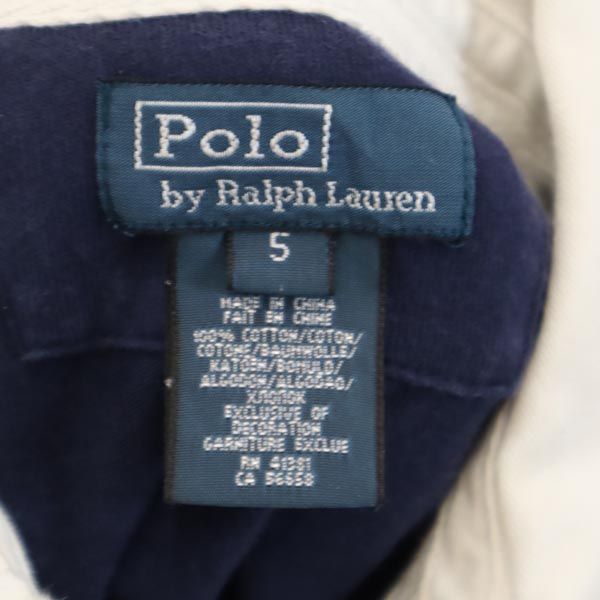 Polo
by Ralph Lauren
5
MADE IN CHINA
FAIT EN CHINE
100% COTTON/COTON/
COTONE/BAUMWOLLE/
KATOEN/BOMULD/
ALGODON/ALGODAO/
ХЛОПОК
EXCLUSIVE OF
DECORATION
GARNITURE EXCLUE
RN 41381
CA 56658